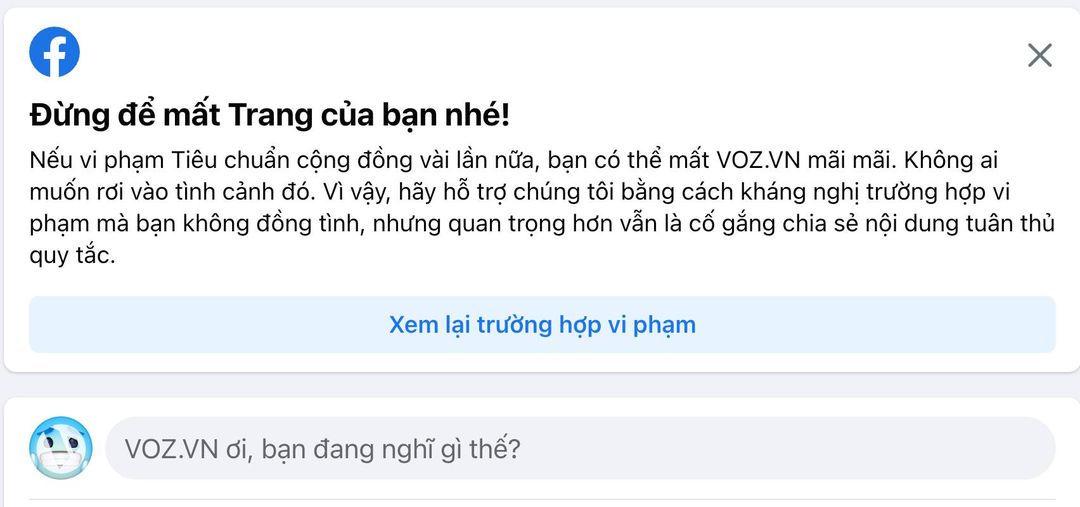 Đừng để mất Trang của bạn nhé!
Nếu vi phạm Tiêu chuẩn cộng đồng vài lần nữa, bạn có thể mất VOZ.VN mãi mãi. Không ai
muốn rơi vào tình cảnh đó. Vì vậy, hãy hỗ trợ chúng tôi bằng cách kháng nghị trường hợp vi
phạm mà bạn không đồng tình, nhưng quan trọng hơn vẫn là cố gắng chia sẻ nội dung tuân thủ
quy tắc.
Xem lại trường hợp vi phạm
VOZ.VN ơi, bạn đang nghĩ gì thế?